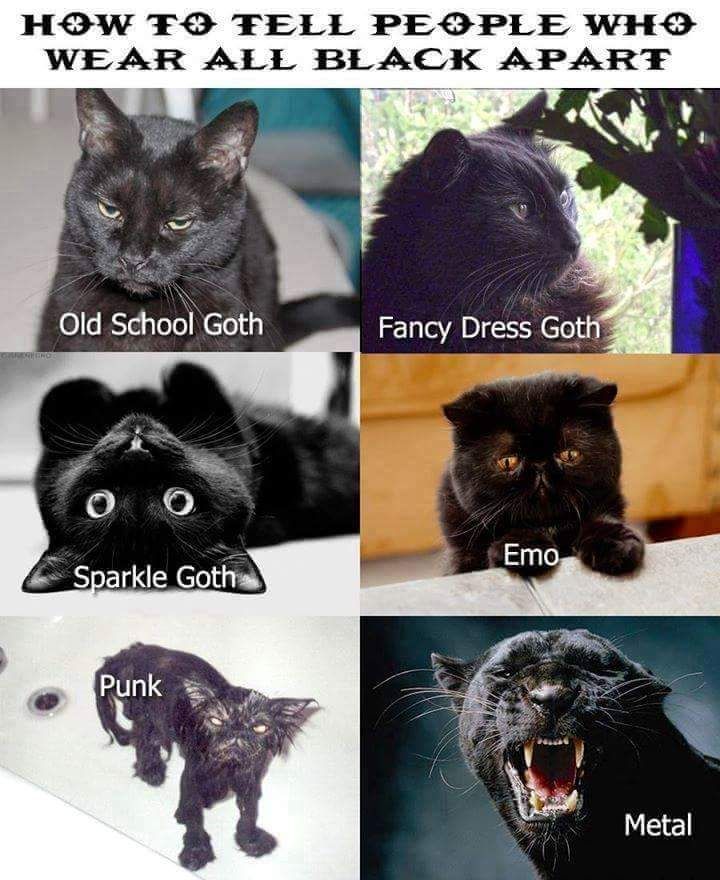 HOW TO TELL PEOPLE WHO
WEAR ALL BLACK APART
Old School Goth
Fancy Dress Goth
Sparkle Goth
Emo
Punk
Metal